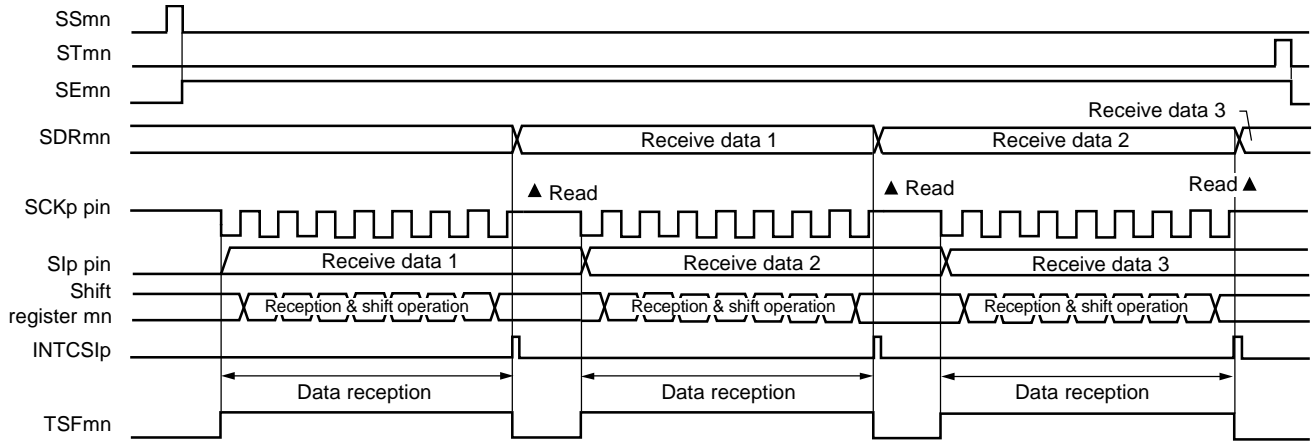 SSmn
STmn
SEmn
Receive data 3
SDRmn
Receive data 1
Receive data 2
▲ Read
▲ Read
Read ▲
SCKp pin
SIp pin
Receive data 1
Receive data 2
Receive data 3
Shift
register mn
Reception & shift operation
Reception & shift operation
Reception & shift operation
INTCSIp
Data reception
Data reception
Data reception
TSFmn